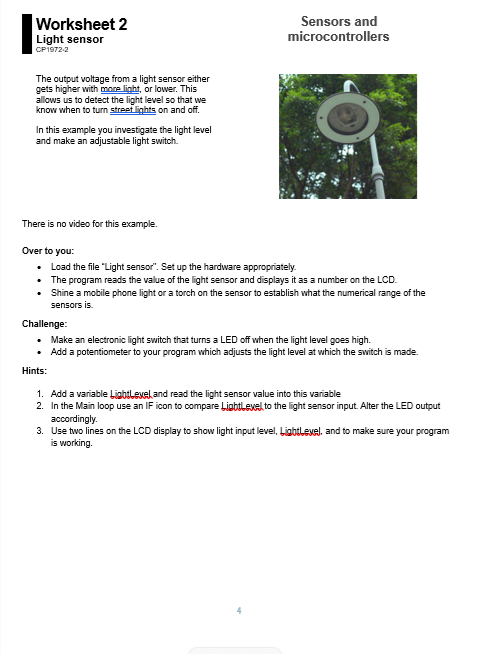 Worksheet 2
Light sensor
CP1972-2
Sensors and
microcontrollers
The output voltage from a light sensor either
gets higher with more light, or lower. This
allows us to detect the light level so that we
know when to turn street lights on and off.
In this example you investigate the light level
and make an adjustable light switch.
There is no video for this example.
Over to you:
• Load the file “Light sensor”. Set up the hardware appropriately.
• The program reads the value of the light sensor and displays it as a number on the LCD.
• Shine a mobile phone light or a torch on the sensor to establish what the numerical range of the
sensors is.
Challenge:
• Make an electronic light switch that turns a LED off when the light level goes high.
• Add a potentiometer to your program which adjusts the light level at which the switch is made.
Hints:
1. Add a variable LightLevel and read the light sensor value into this variable
2. In the Main loop use an IF icon to compare LightLevel to the light sensor input. Alter the LED output
accordingly.
3. Use two lines on the LCD display to show light input level, LightLevel, and to make sure your program
is working.
4